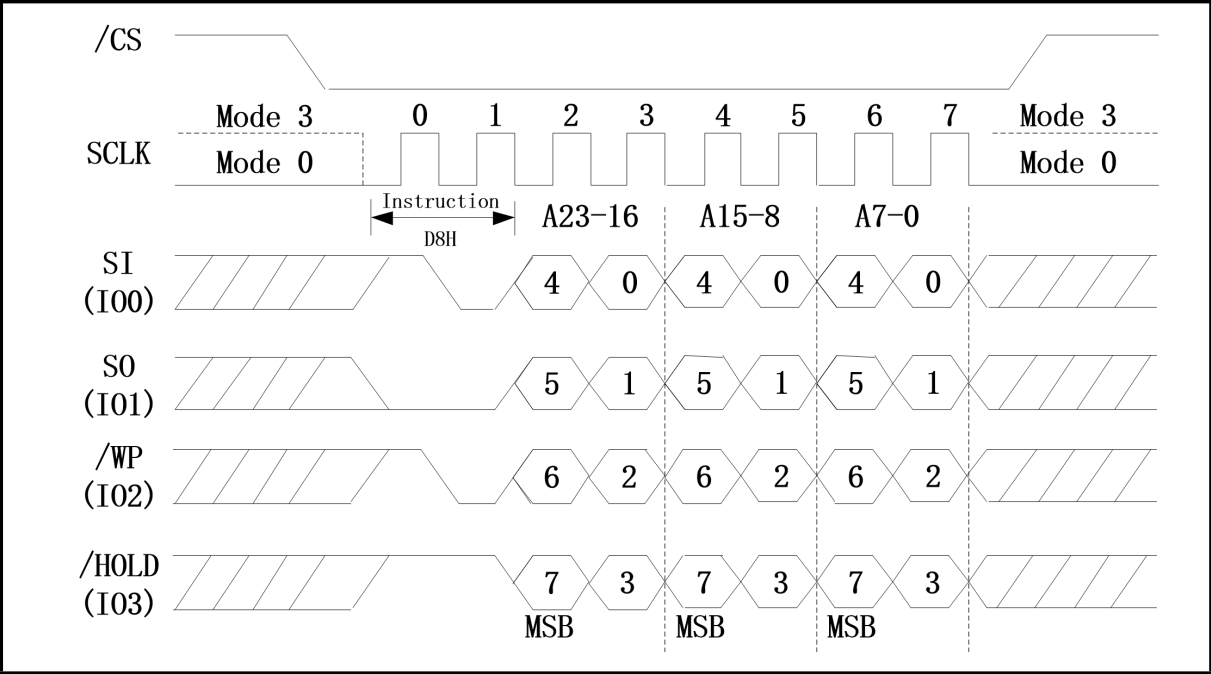 /CS
Mode 3 0 1 2 3 4 5 6 7 Mode 3
SCLK
Mode 0 Mode 0
Instruction
A23-16 A15-8 A7-0
D8H
SI
(IO0)
4 0 4 0 4 0
SO
(IO1)
5 1 5 1 5 1
/WP
(IO2)
6 2 6 2 6 2
/HOLD
(IO3)
7 3 7 3 7 3
MSB MSB MSB